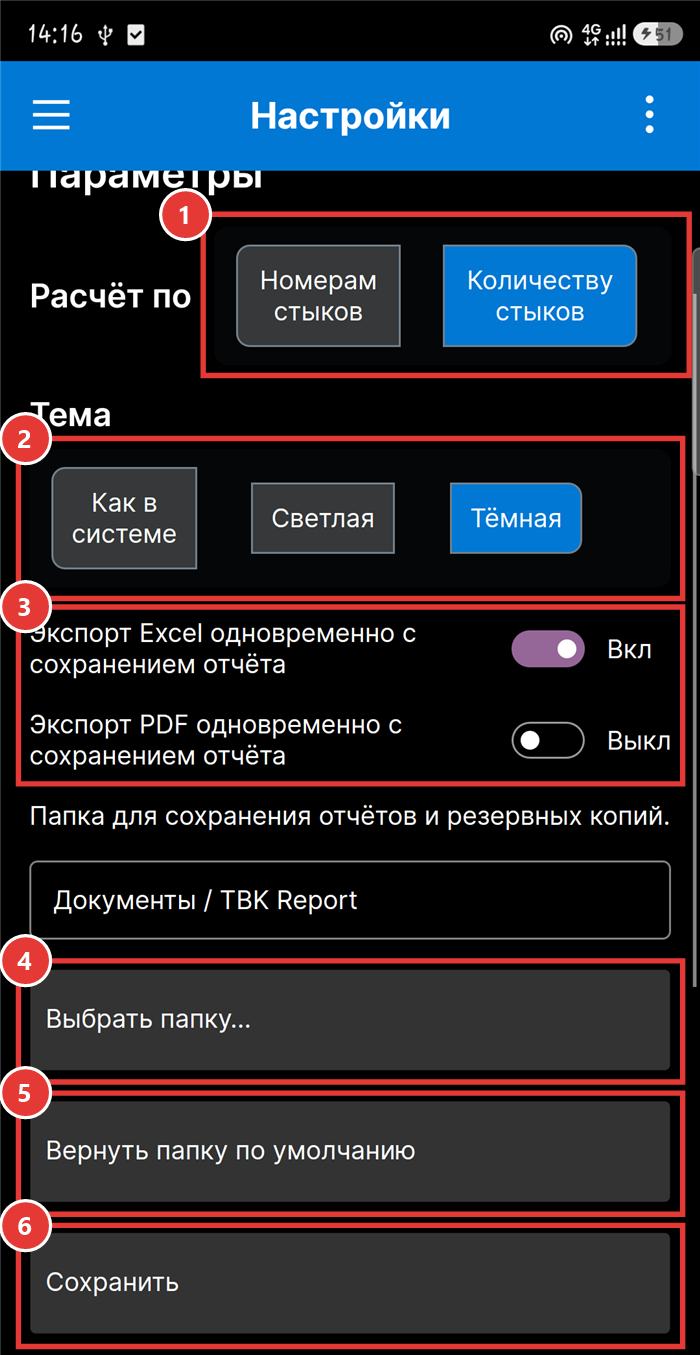 14:16
4G
51
Настройки
Параметры
1
Расчёт по
Номерам
стыков
Количеству
стыков
Тема
2
Как в
системе
Светлая
Тёмная
3
Экспорт Excel одновременно с
сохранением отчёта
Вкл
Экспорт PDF одновременно с
сохранением отчёта
Выкл
Папка для сохранения отчётов и резервных копий.
Документы / TBK Report
4
Выбрать папку...
5
Вернуть папку по умолчанию
6
Сохранить